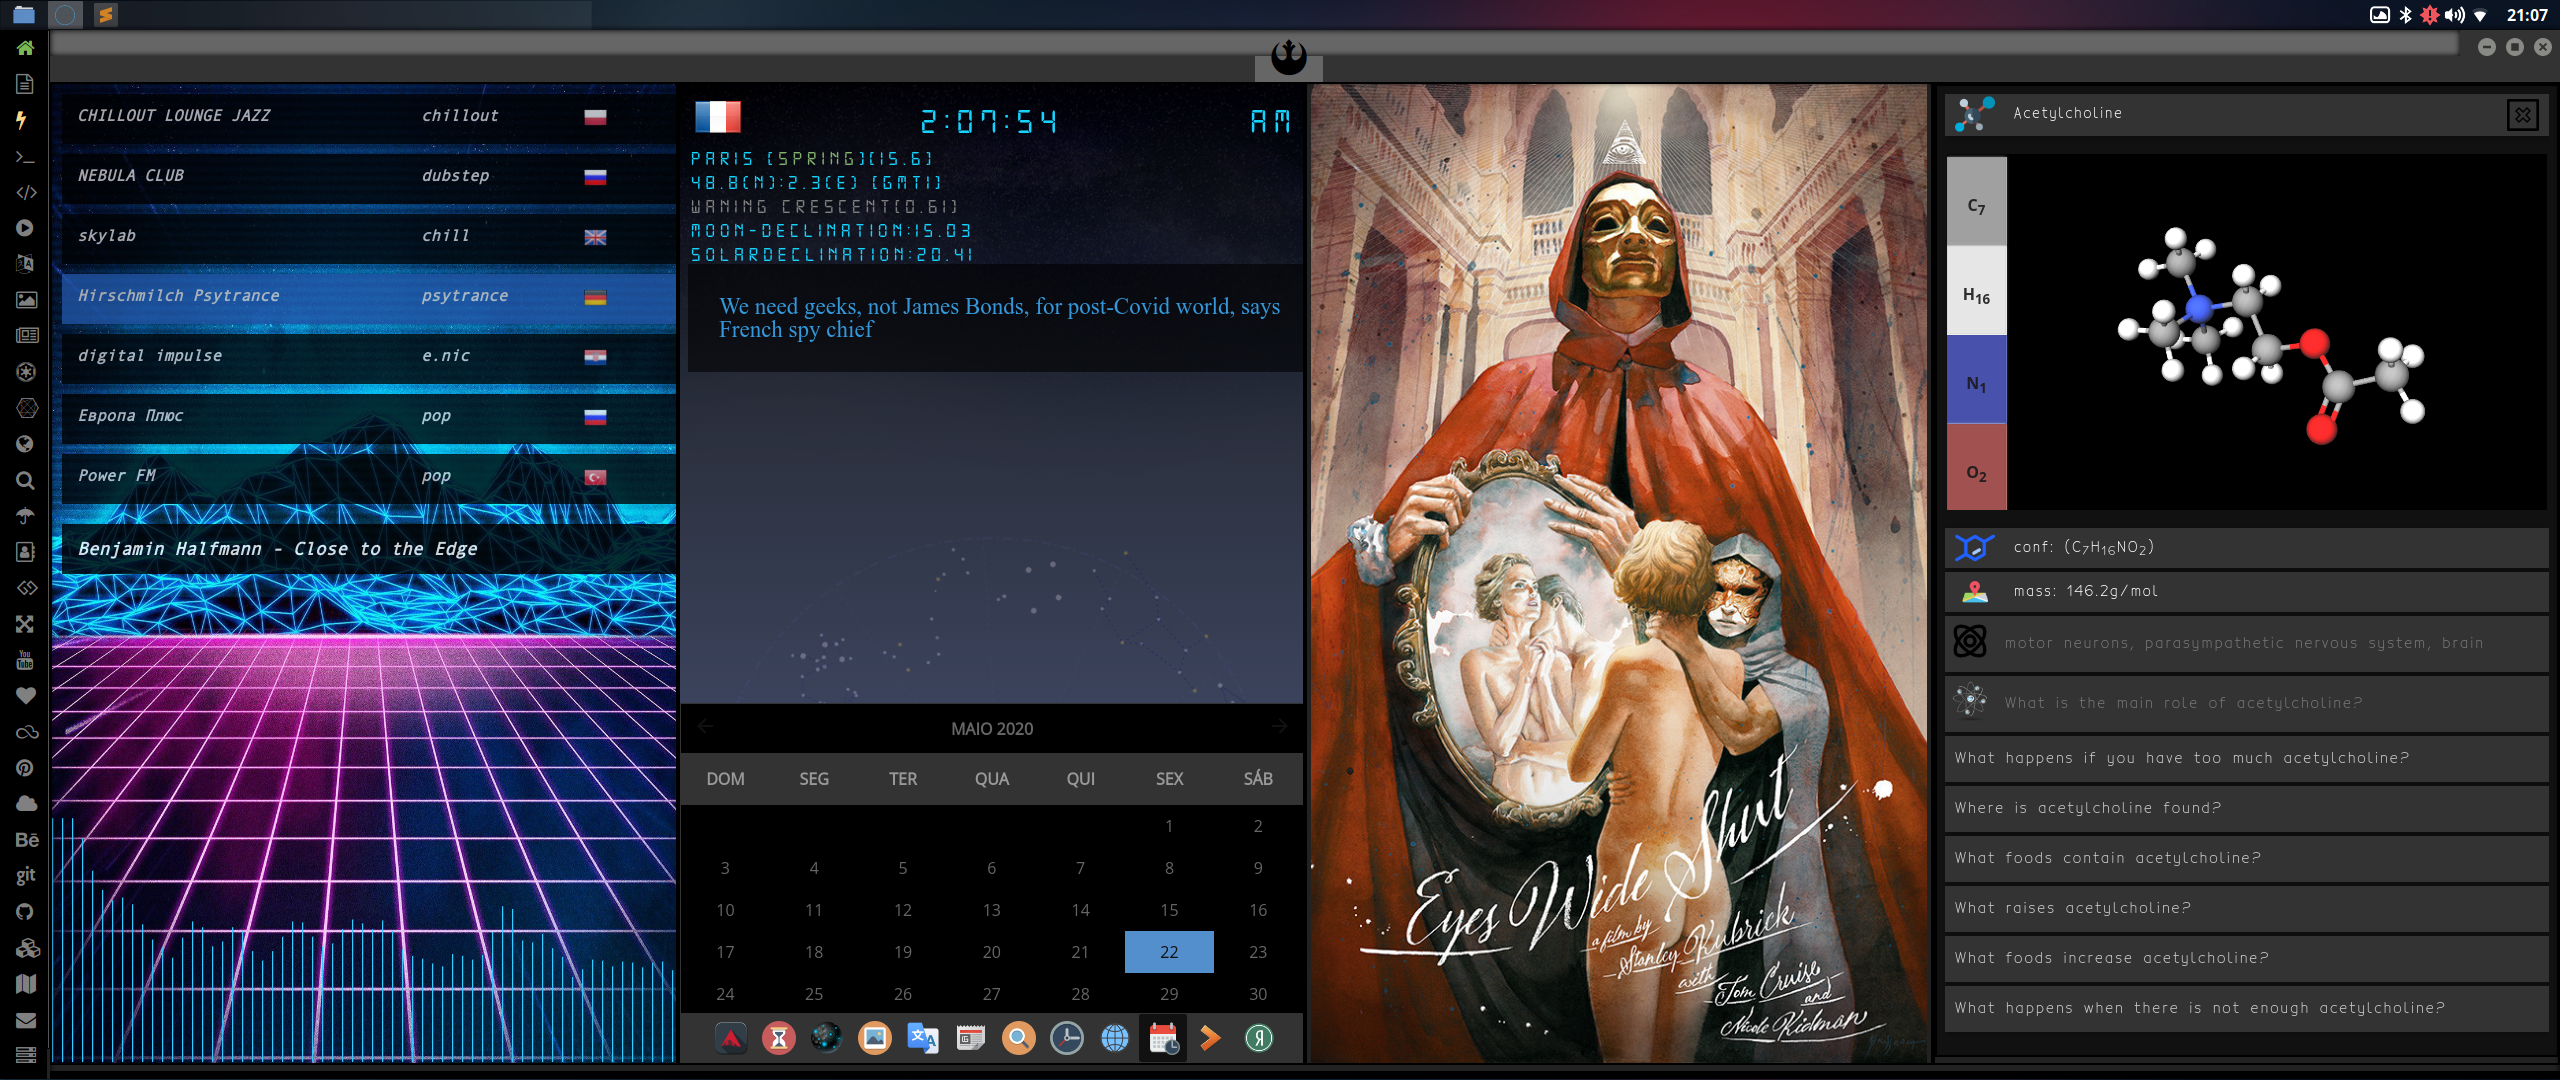 21:07
CHILLOUT LOUNGE JAZZ chillout
NEBULA CLUB dubstep
skylab chill
Hirschmilch Psytrance psytrance
digital impulse e.nic
Европа Плюс pop
Power FM pop
Benjamin Halfmann - Close to the Edge
You
Tube
Bē
git
2:07:54 AM
PARIS [SPRING][15.6]
48.8(N):2.3(E) [GMT1]
WANING CRESCENT[0.61]
MOON-DECLINATION:15.03
SOLARDECLINATION:20.41
We need geeks, not James Bonds, for post-Covid world, says
French spy chief
MAIO 2020
DOM SEG TER QUA QUI SEX SÁB
1 2
3 4 5 6 7 8 9
10 11 12 13 14 15 16
17 18 19 20 21 22 23
24 25 26 27 28 29 30
Eyes Wide Shut
a film by
Stanley Kubrick
with
Tom Cruise
and
Nicole Kidman
Acetylcholine
C7
H16
N1
O2
conf: (C7H16NO2)
mass: 146.2g/mol
motor neurons, parasympathetic nervous system, brain
What is the main role of acetylcholine?
What happens if you have too much acetylcholine?
Where is acetylcholine found?
What foods contain acetylcholine?
What raises acetylcholine?
What foods increase acetylcholine?
What happens when there is not enough acetylcholine?